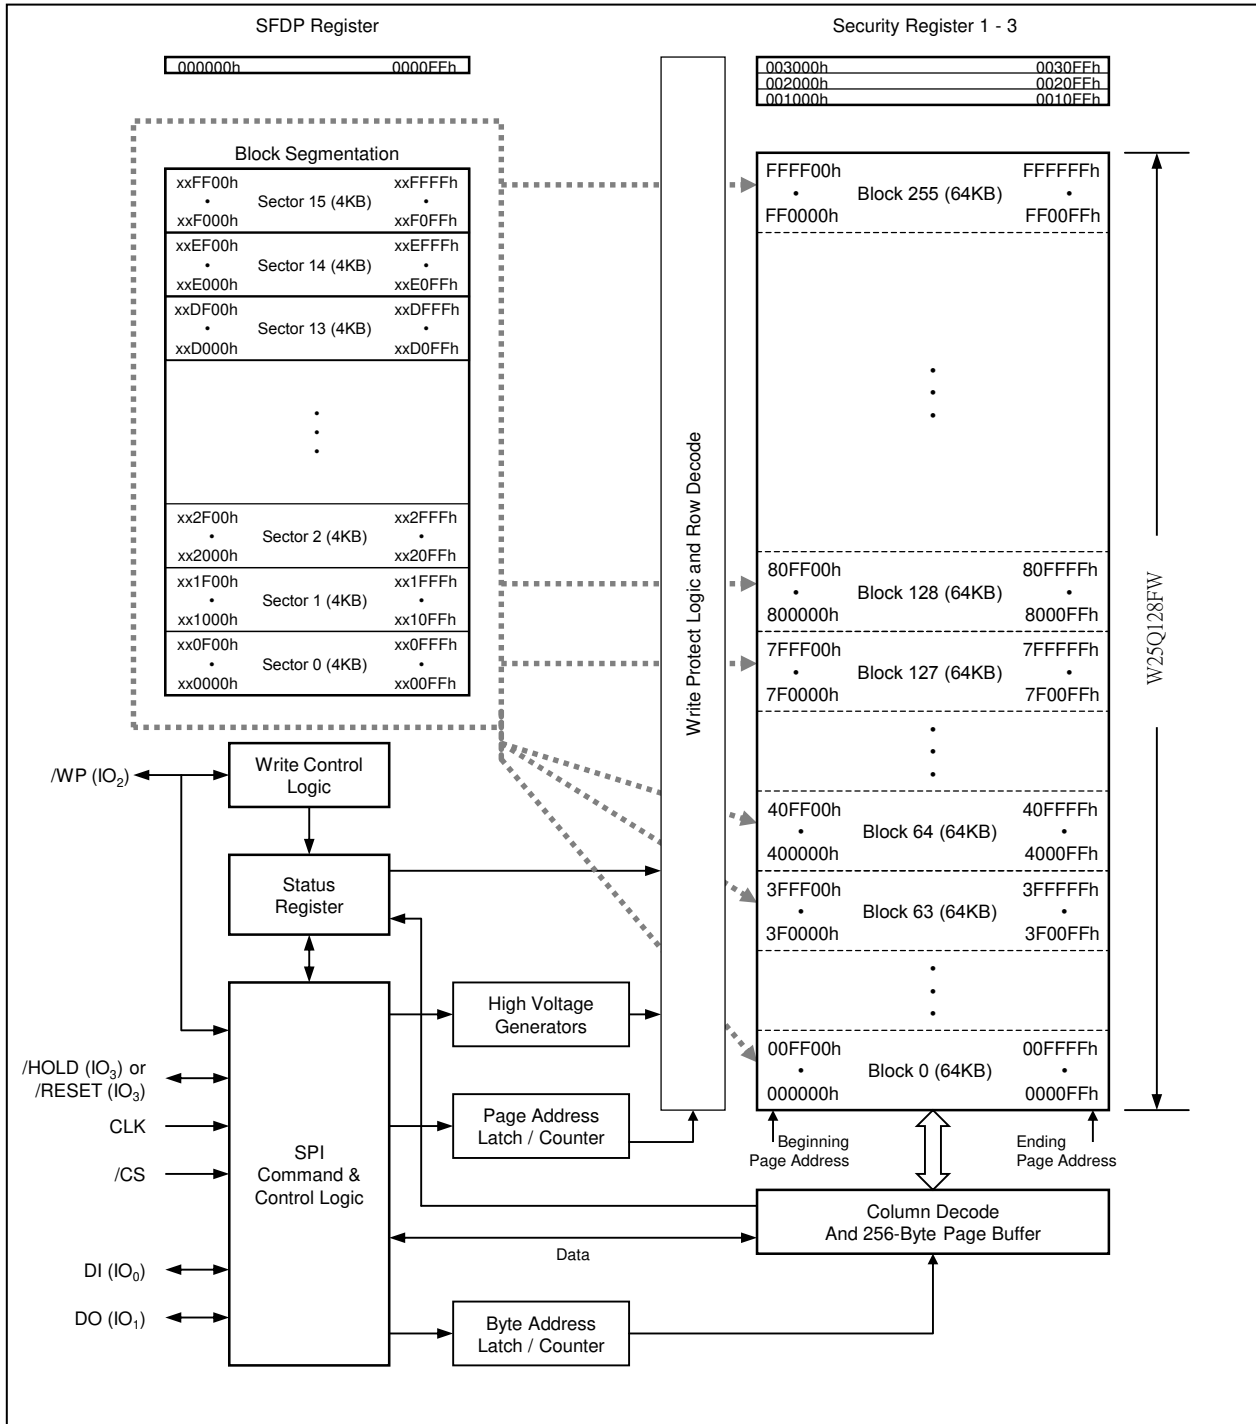 SFDP Register
000000h 0000FFh
Security Register 1 - 3
003000h 0030FFh
002000h 0020FFh
001000h 0010FFh
Block Segmentation
xxFF00h xxFFFFh
• Sector 15 (4KB) •
xxF000h xxF0FFh
xxEF00h xxEFFFh
• Sector 14 (4KB) •
xxE000h xxE0FFh
xxDF00h xxDFFFh
• Sector 13 (4KB) •
xxD000h xxD0FFh
xx2F00h xx2FFFh
• Sector 2 (4KB) •
xx2000h xx20FFh
xx1F00h xx1FFFh
• Sector 1 (4KB) •
xx1000h xx10FFh
xx0F00h xx0FFFh
• Sector 0 (4KB) •
xx0000h xx00FFh
Write Protect Logic and Row Decode
FFFF00h FFFFFFh
• Block 255 (64KB) •
FF0000h FF00FFh
80FF00h 80FFFFh
• Block 128 (64KB) •
800000h 8000FFh
7FFF00h 7FFFFFh
• Block 127 (64KB) •
7F0000h 7F00FFh
40FF00h 40FFFFh
• Block 64 (64KB) •
400000h 4000FFh
3FFF00h 3FFFFFh
• Block 63 (64KB) •
3F0000h 3F00FFh
00FF00h 00FFFFh
• Block 0 (64KB) •
000000h 0000FFh
W25Q128FW
Beginning
Page Address
Ending
Page Address
/WP (IO2)
Write Control
Logic
Status
Register
High Voltage
Generators
/HOLD (IO3) or
/RESET (IO3)
CLK
/CS
Page Address
Latch / Counter
SPI
Command &
Control Logic
Column Decode
And 256-Byte Page Buffer
Data
DI (IO0)
DO (IO1)
Byte Address
Latch / Counter